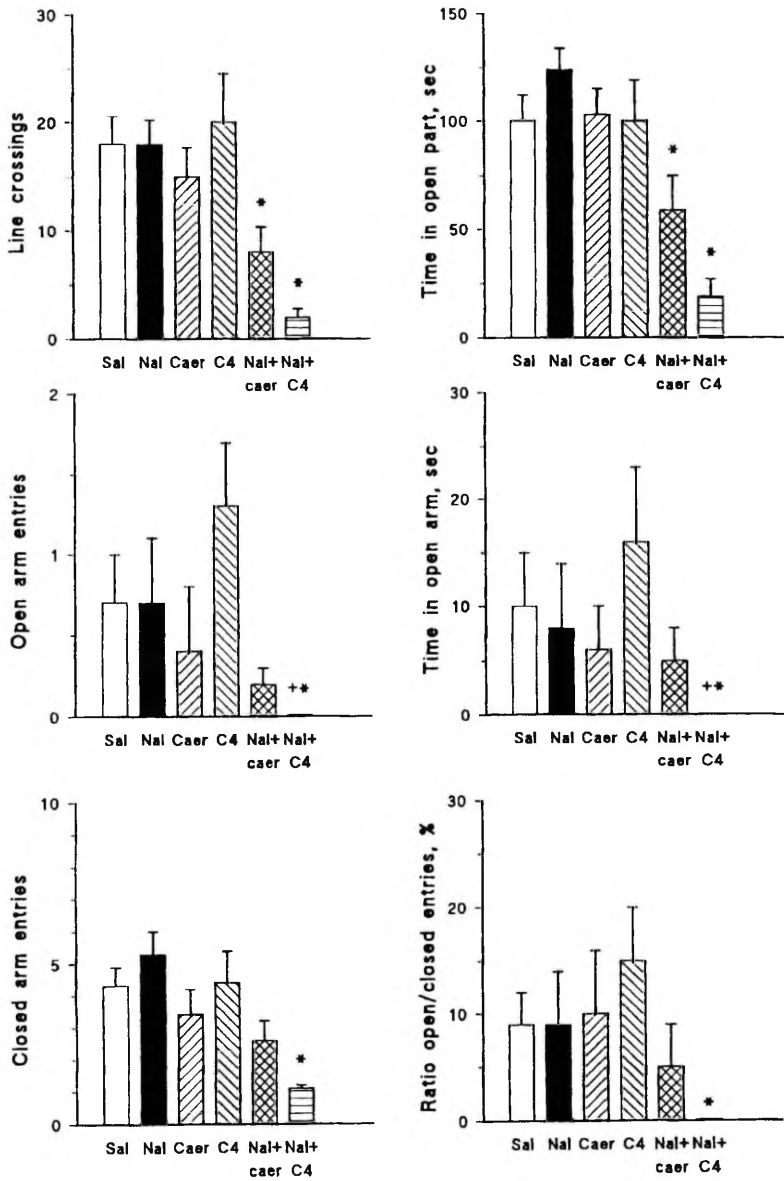 Line crossings
30
20
10
0
*
*
Sal Nal Caer C4 Nal+ Nal+
caer C4
Time in open part, sec
150
100
50
0
*
*
Sal Nal Caer C4 Nal+ Nal+
caer C4
Open arm entries
2
1
0
+*
Sal Nal Caer C4 Nal+ Nal+
caer C4
Time in open arm, sec
30
20
10
0
+*
Sal Nal Caer C4 Nal+ Nal+
caer C4
Closed arm entries
10
5
0
*
Sal Nal Caer C4 Nal+ Nal+
caer C4
Ratio open/closed entries, %
30
20
10
0
*
Sal Nal Caer C4 Nal+ Nal+
caer C4